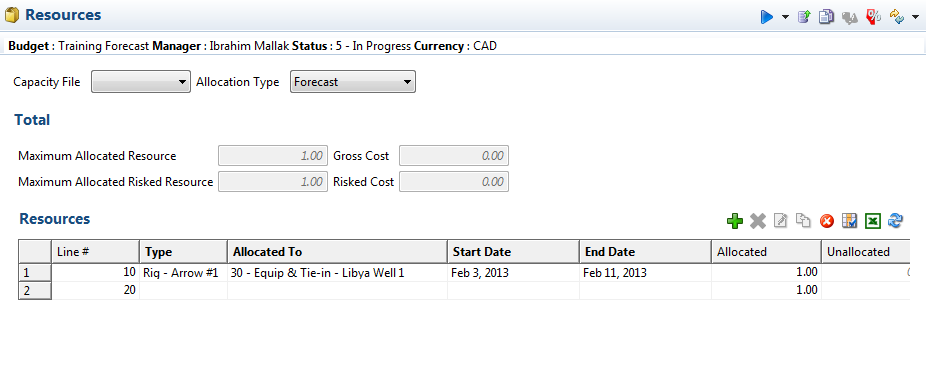 Resources
Budget : Training Forecast Manager : Ibrahim Mallak Status : 5 - In Progress Currency : CAD
Capacity File Allocation Type Forecast
Total
Maximum Allocated Resource 1.00 Gross Cost 0.00
Maximum Allocated Risked Resource 1.00 Risked Cost 0.00
Resources
Line # Type Allocated To Start Date End Date Allocated Unallocated
1 10 Rig - Arrow #1 30 - Equip & Tie-in - Libya Well 1 Feb 3, 2013 Feb 11, 2013 1.00
2 20 1.00